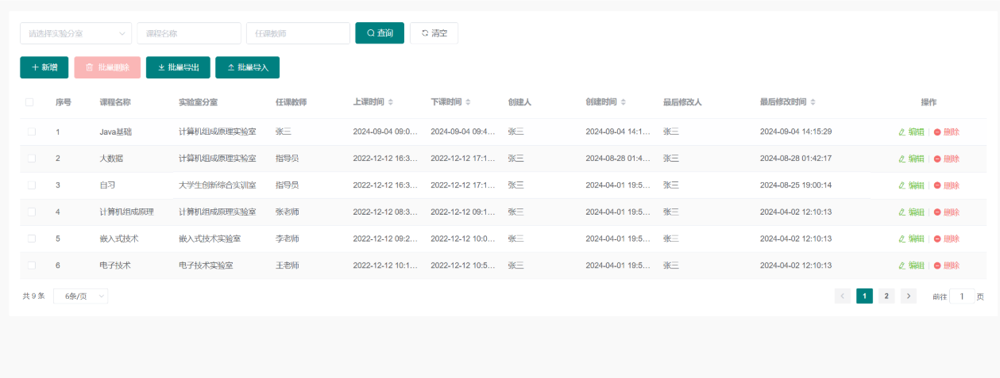 请选择实验分室 课程名称 任课教师 查询 清空
新增 批量删除 批量导出 批量导入
序号 课程名称 实验室分室 任课教师 上课时间 下课时间 创建人 创建时间 最后修改人 最后修改时间 操作
1 Java基础 计算机组成原理实验室 张三 2024-09-04 09:0... 2024-09-04 09:4... 张三 2024-09-04 14:1... 张三 2024-09-04 14:15:29 编辑 删除
2 大数据 计算机组成原理实验室 指导员 2022-12-12 16:3... 2022-12-12 17:1... 张三 2024-08-28 01:4... 张三 2024-08-28 01:42:17 编辑 删除
3 自习 大学生创新综合实训室 指导员 2022-12-12 16:3... 2022-12-12 17:1... 张三 2024-04-01 19:5... 张三 2024-08-25 19:00:14 编辑 删除
4 计算机组成原理 计算机组成原理实验室 张老师 2022-12-12 08:3... 2022-12-12 09:1... 张三 2024-04-01 19:5... 张三 2024-04-02 12:10:13 编辑 删除
5 嵌入式技术 嵌入式技术实验室 李老师 2022-12-12 09:2... 2022-12-12 10:0... 张三 2024-04-01 19:5... 张三 2024-04-02 12:10:13 编辑 删除
6 电子技术 电子技术实验室 王老师 2022-12-12 10:1... 2022-12-12 10:5... 张三 2024-04-01 19:5... 张三 2024-04-02 12:10:13 编辑 删除
共 9 条 6条/页 1 2 前往 1 页